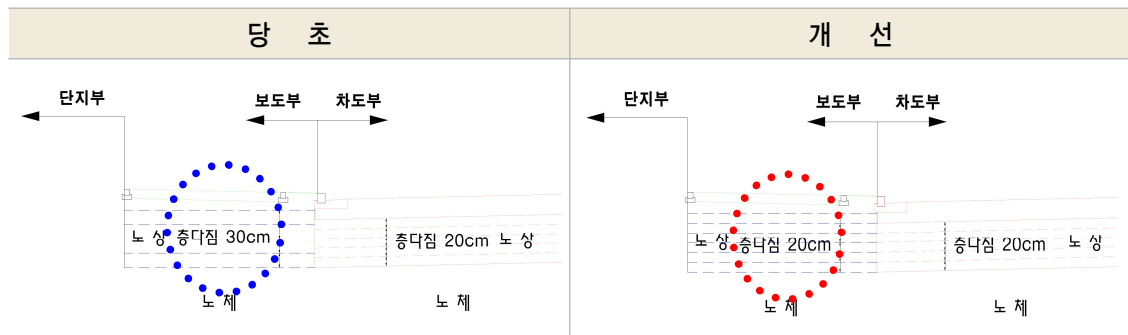 당 초
개 선
단지부
보도부 차도부
노 상 층다짐 30cm
층다짐 20cm 노 상
노 체
노 체
단지부
보도부 차도부
노 상 층다짐 20cm
층다짐 20cm 노 상
노 체
노 체